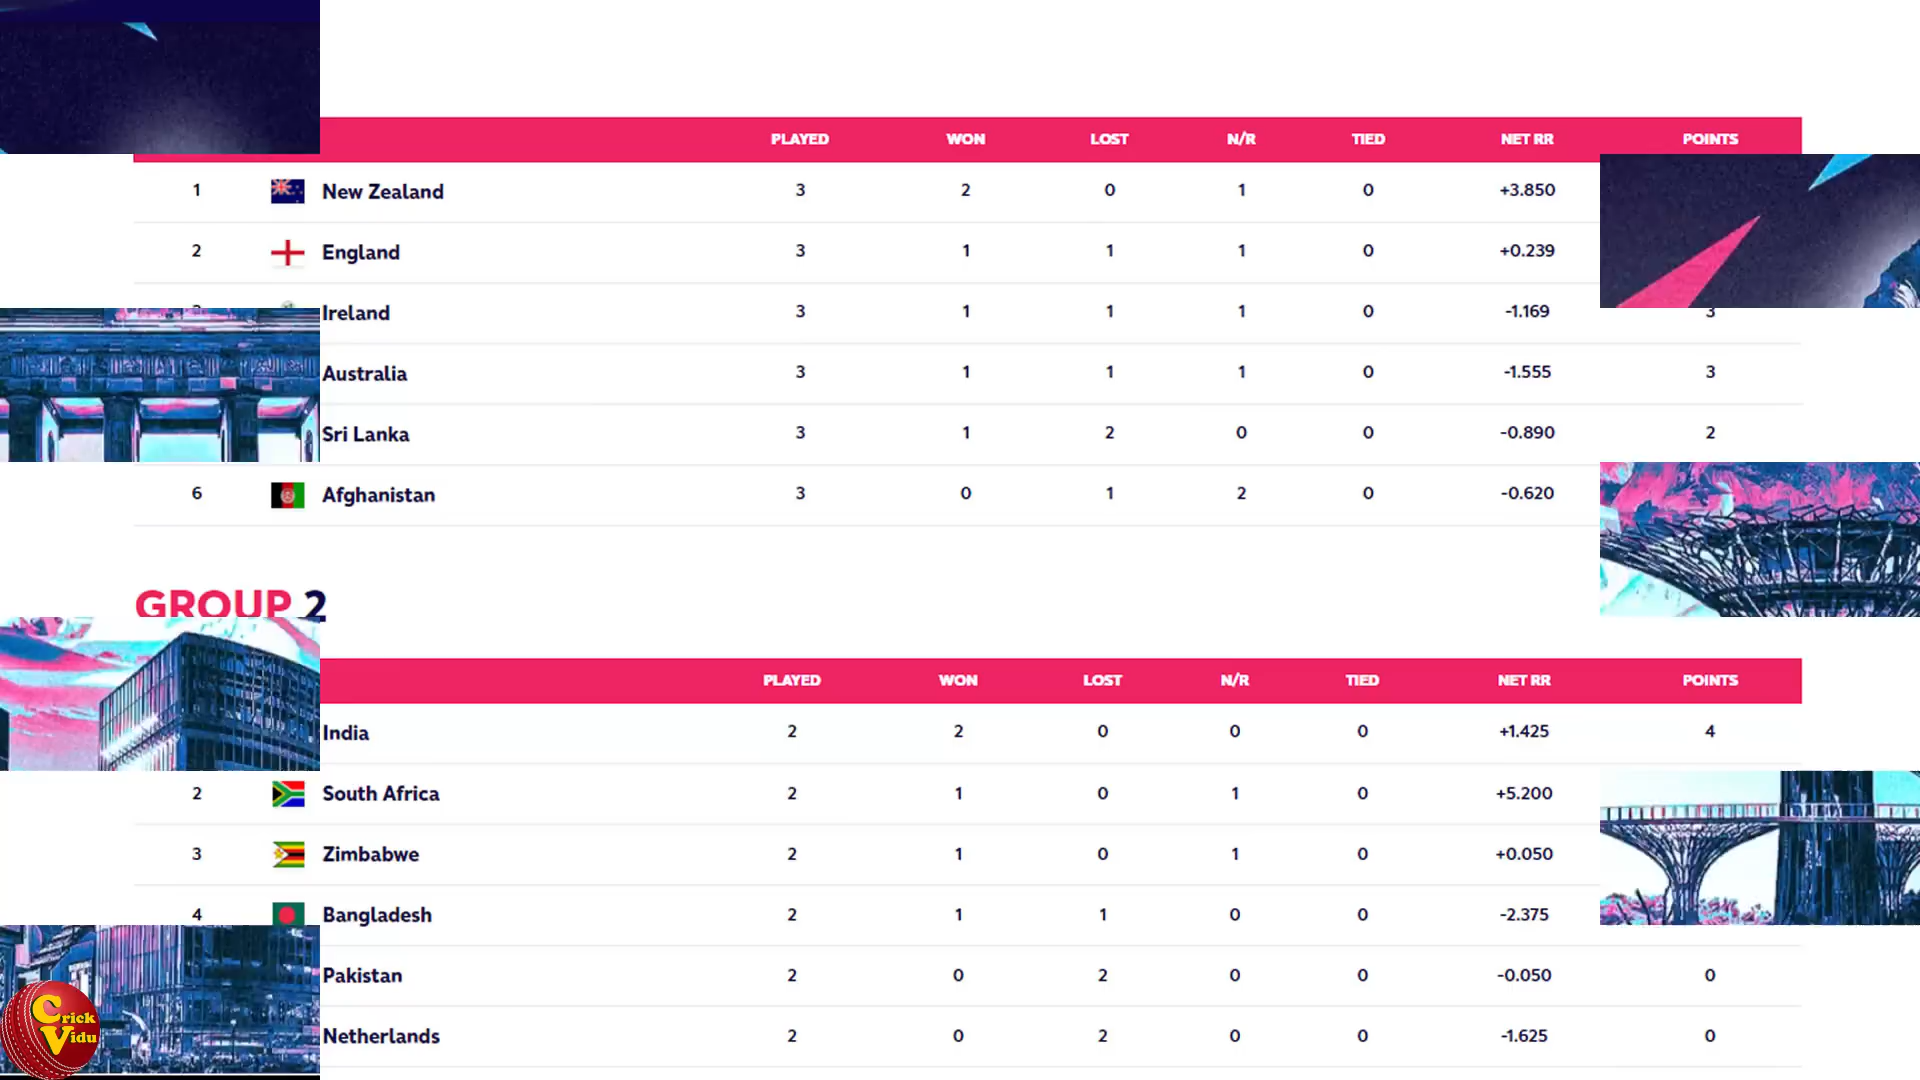 PLAYED WON LOST N/R TIED NET RR POINTS
1 New Zealand 3 2 0 1 0 +3.850
2 England 3 1 1 1 0 +0.239
Ireland 3 1 1 1 0 -1.169 3
Australia 3 1 1 1 0 -1.555 3
Sri Lanka 3 1 2 0 0 -0.890 2
6 Afghanistan 3 0 1 2 0 -0.620
GROUP 2
PLAYED WON LOST N/R TIED NET RR POINTS
India 2 2 0 0 0 +1.425 4
2 South Africa 2 1 0 1 0 +5.200
3 Zimbabwe 2 1 0 1 0 +0.050
4 Bangladesh 2 1 1 0 0 -2.375
Pakistan 2 0 2 0 0 -0.050 0
Netherlands 2 0 2 0 0 -1.625 0
Crick
Vidu